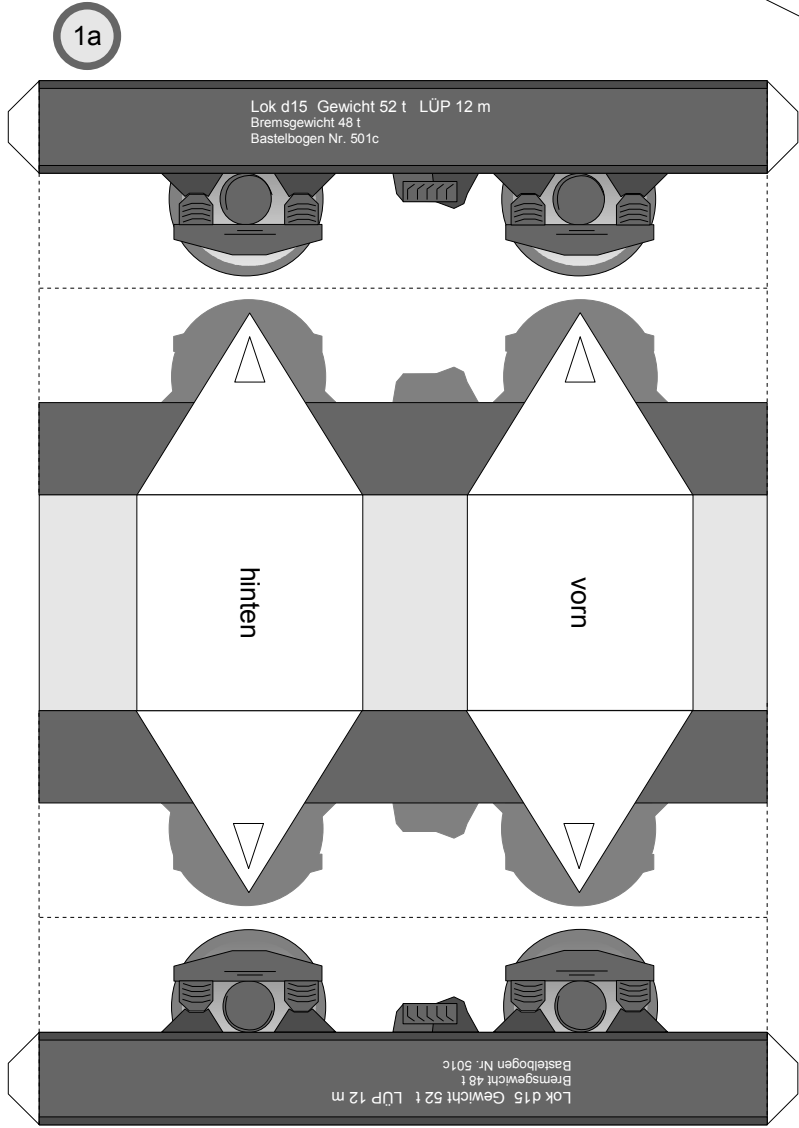 1a
Lok d15 Gewicht 52 t LÜP 12 m
Bremsgewicht 48 t
Bastelbogen Nr. 501c
hinten
vorn
Lok d15 Gewicht 52 t LÜP 12 m
Bremsgewicht 48 t
Bastelbogen Nr. 501c